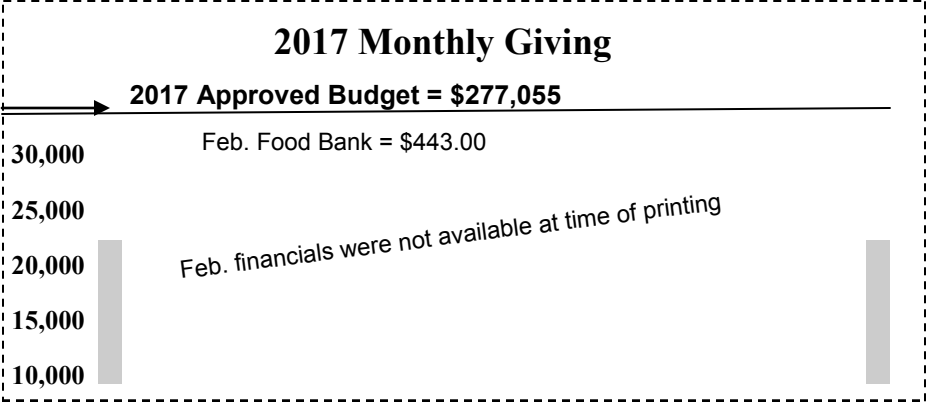 2017 Monthly Giving
2017 Approved Budget = $277,055
Feb. Food Bank = $443.00
30,000
25,000
Feb. financials were not available at time of printing
20,000
15,000
10,000